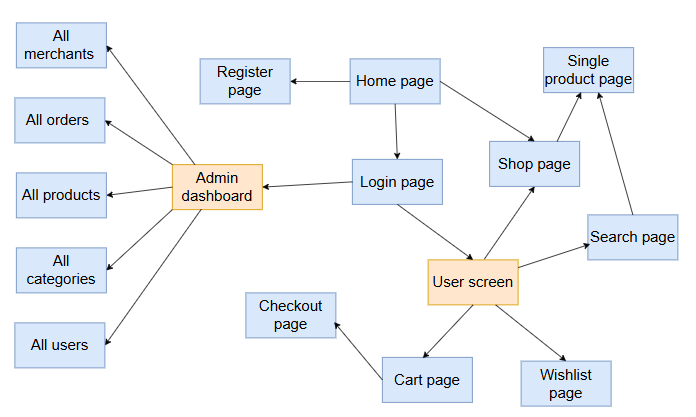 All
merchants
Register
page
Home page
Single
product page
All orders
Shop page
Admin
dashboard
Login page
All products
Search page
All
categories
User screen
Checkout
page
All users
Cart page
Wishlist
page